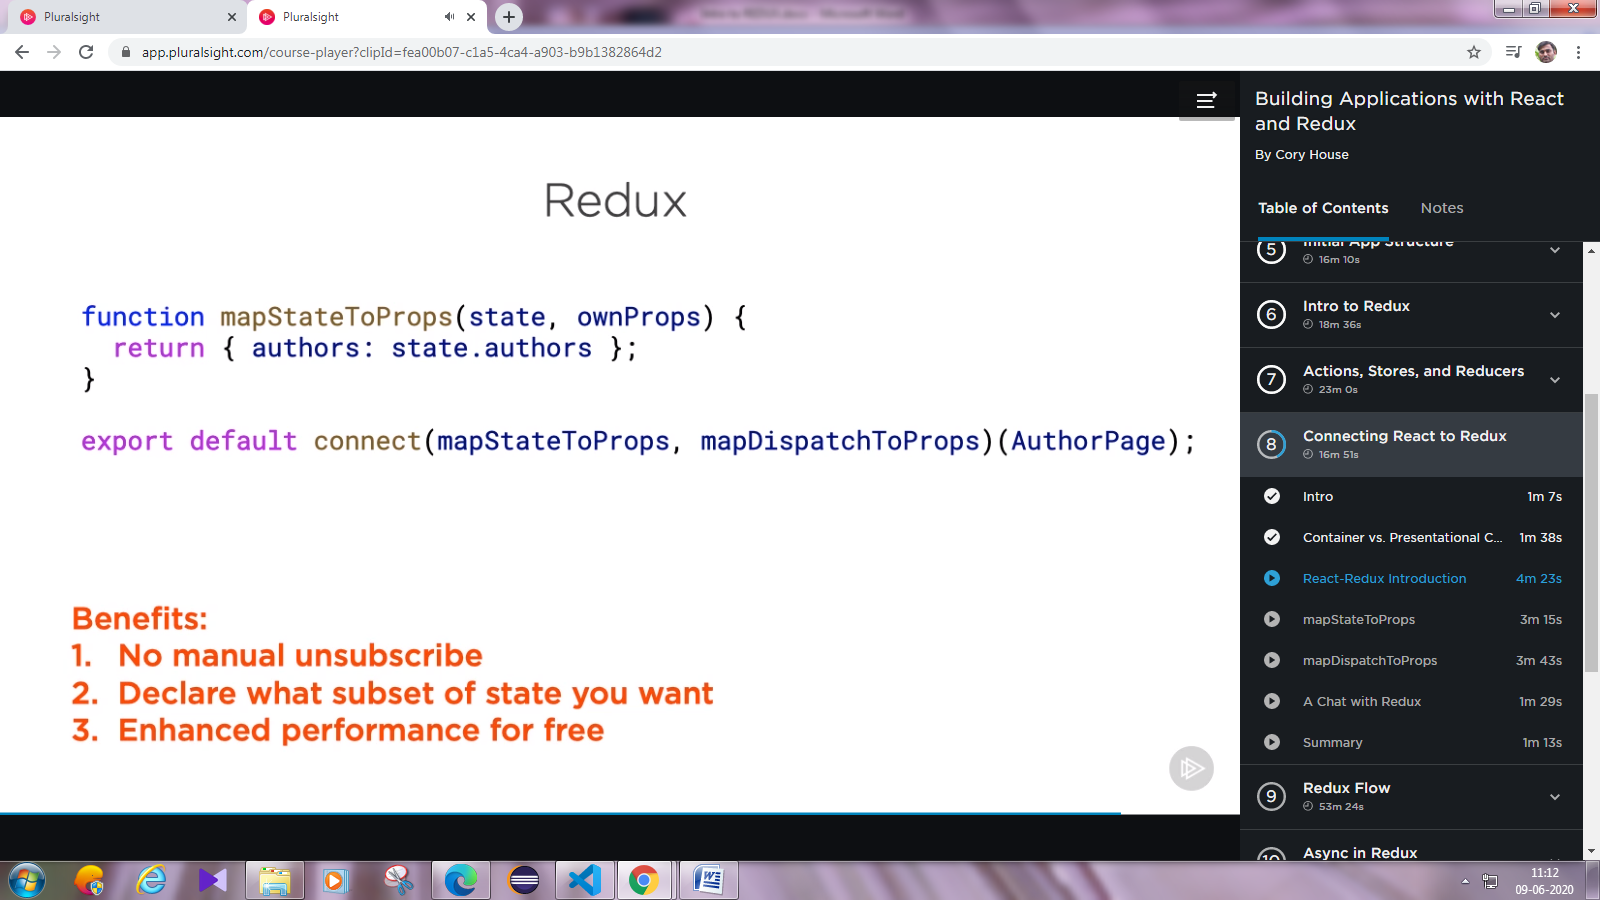 Pluralsight
Pluralsight
app.pluralsight.com/course-player?clipId=fea00b07-c1a5-4ca4-a903-b9b1382864d2
Redux
function mapStateToProps(state, ownProps) {
return { authors: state.authors };
}
export default connect(mapStateToProps, mapDispatchToProps)(AuthorPage);
Benefits:
1. No manual unsubscribe
2. Declare what subset of state you want
3. Enhanced performance for free
Building Applications with React
and Redux
By Cory House
Table of Contents
Notes
5 Initial App Structure
16m 10s
6 Intro to Redux
18m 36s
7 Actions, Stores, and Reducers
23m 0s
8 Connecting React to Redux
16m 51s
Intro 1m 7s
Container vs. Presentational C... 1m 38s
React-Redux Introduction 4m 23s
mapStateToProps 3m 15s
mapDispatchToProps 3m 43s
A Chat with Redux 1m 29s
Summary 1m 13s
9 Redux Flow
53m 24s
10 Async in Redux
11:12
09-06-2020